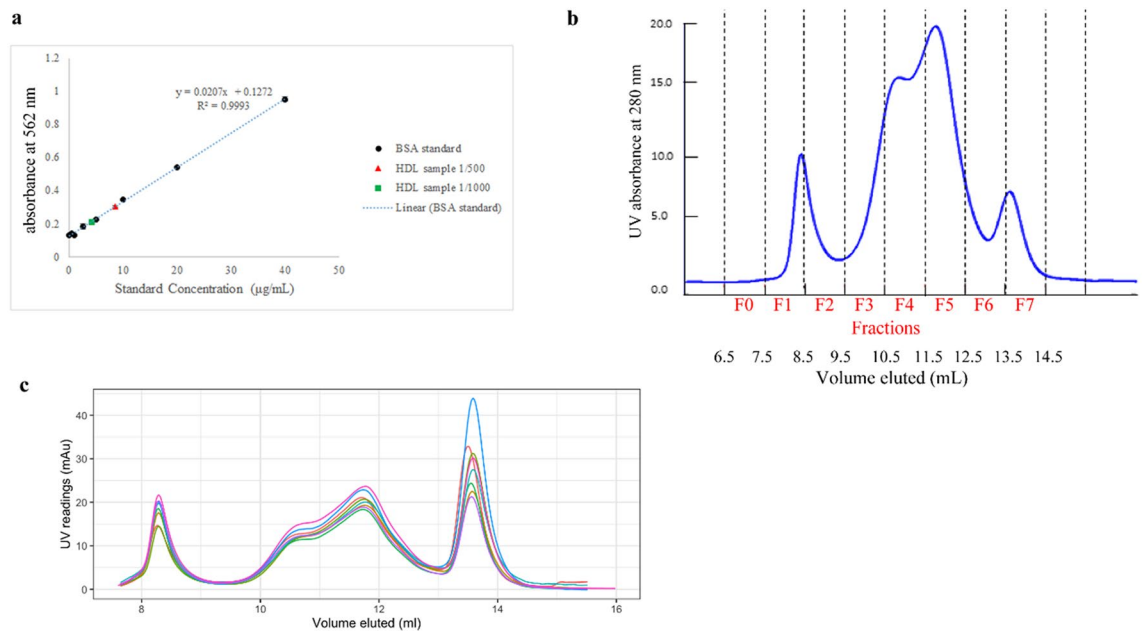 a
absorbance at 562 nm
1.2
1
0.8
0.6
0.4
0.2
0
y = 0.0207x + 0.1272
R² = 0.9993
BSA standard
HDL sample 1/500
HDL sample 1/1000
Linear (BSA standard)
0 10 20 30 40 50
Standard Concentration (µg/mL)
b
UV absorbance at 280 nm
20.0
15.0
10.0
5.0
0.0
F0 F1 F2 F3 F4 F5 F6 F7
Fractions
6.5 7.5 8.5 9.5 10.5 11.5 12.5 13.5 14.5
Volume eluted (mL)
c
UV readings (mAu)
40
30
20
10
0
8 10 12 14 16
Volume eluted (ml)